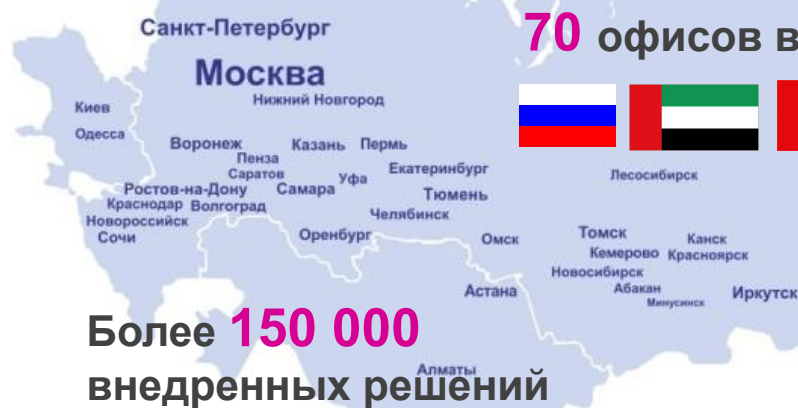 70 офисов в
Санкт-Петербург
Москва
Нижний Новгород
Киев
Одесса
Воронеж
Казань
Пермь
Пенза
Саратов
Уфа
Екатеринбург
Лесосибирск
Ростов-на-Дону
Самара
Тюмень
Краснодар
Волгоград
Новороссийск
Челябинск
Сочи
Оренбург
Омск
Томск
Канск
Кемерово
Красноярск
Новосибирск
Астана
Абакан
Иркутск
Минусинск
Более 150 000
Алматы
внедренных решений